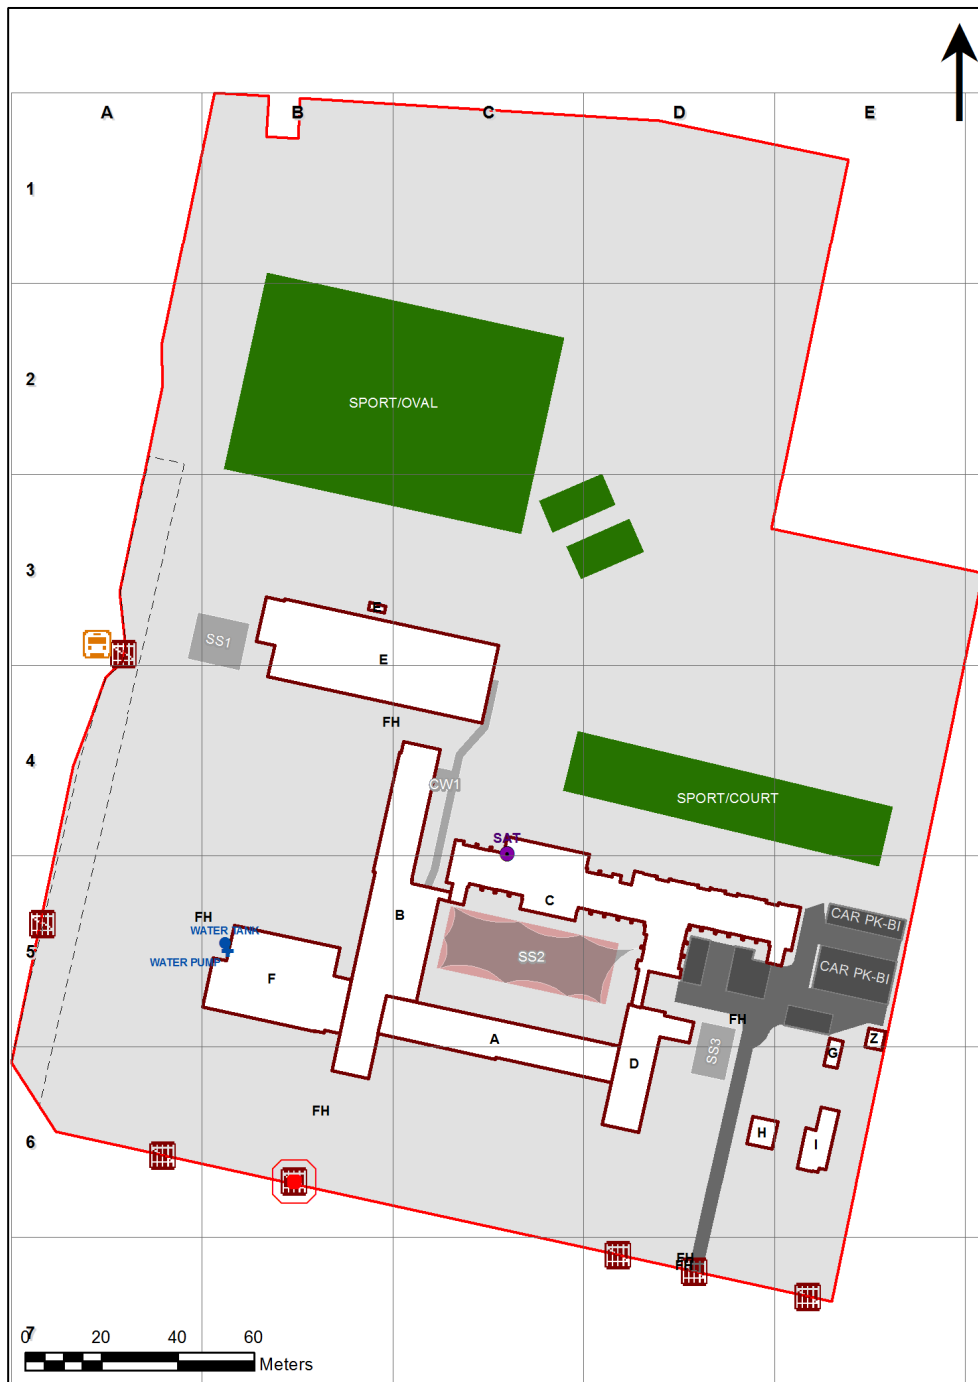 A
B
C
D
E
1
2
SPORT/OVAL
3
E
SS1
E
FH
4
CW1
SPORT/COURT
SAT
C
CAR PK-BI
B
FH
WATER TANK
5
WATER PUMP
SS2
CAR PK-BI
F
FH
A
Z
G
SS3
D
FH
H
6
I
FH
FH
7
0 20 40 60
Meters